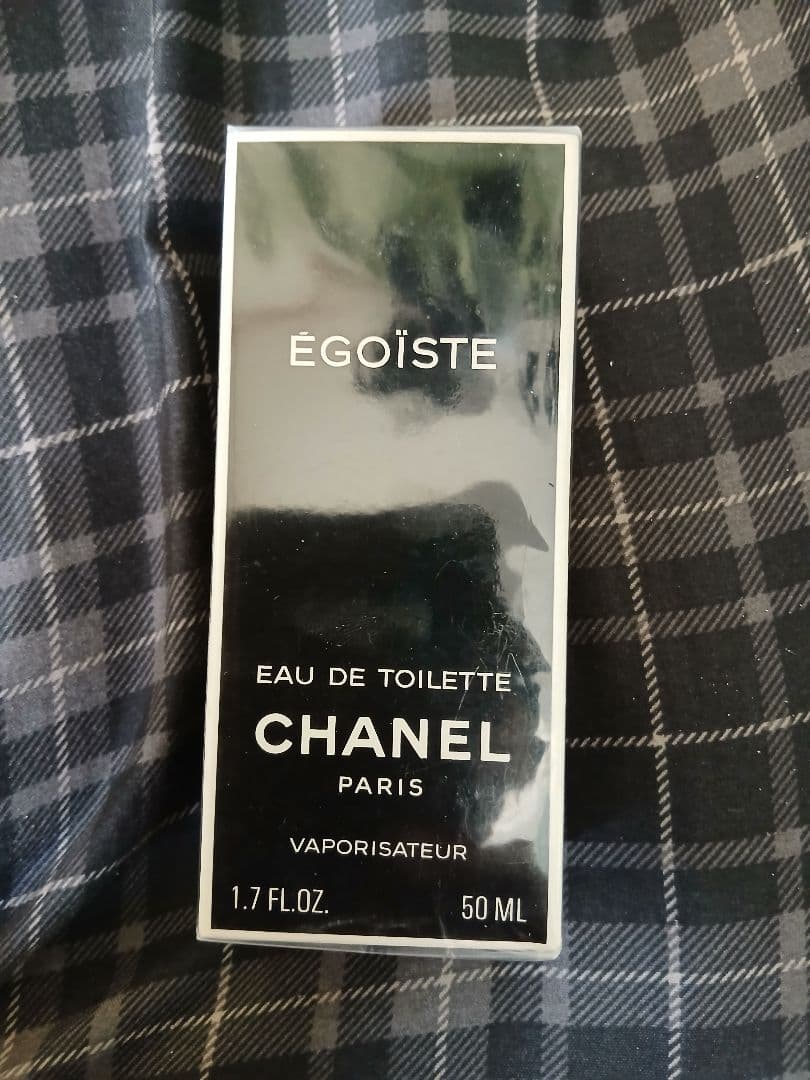 ÉGOÏSTE
EAU DE TOILETTE
CHANEL
PARIS
VAPORISATEUR
1.7 FL.OZ. 50 ML